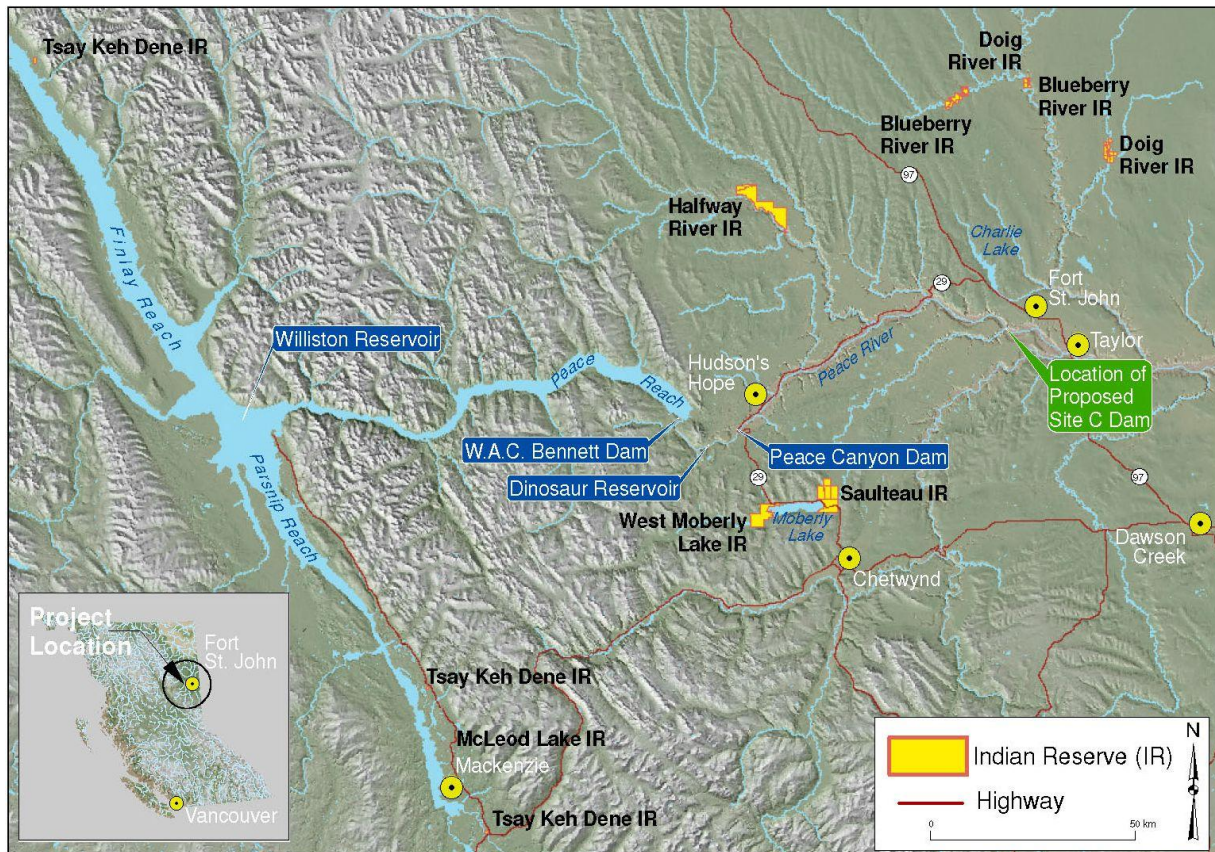 Tsay Keh Dene IR
Doig
River IR
Blueberry
River IR
Blueberry
River IR
Doig
River IR
97
Halfway
River IR
Charlie
Lake
Finlay Reach
29
Fort
St. John
Williston Reservoir
Taylor
Peace River
Hudson's
Hope
Peace
Reach
Location of
Proposed
Site C Dam
W.A.C. Bennett Dam
Peace Canyon Dam
Dinosaur Reservoir
29
97
Saulteau IR
Parsnip Reach
West Moberly
Lake IR
Moberly
Lake
Dawson
Creek
Chetwynd
Project
Location
Fort
St. John
Vancouver
Tsay Keh Dene IR
McLeod Lake IR
Mackenzie
Tsay Keh Dene IR
N
Indian Reserve (IR)
Highway
0
50 km